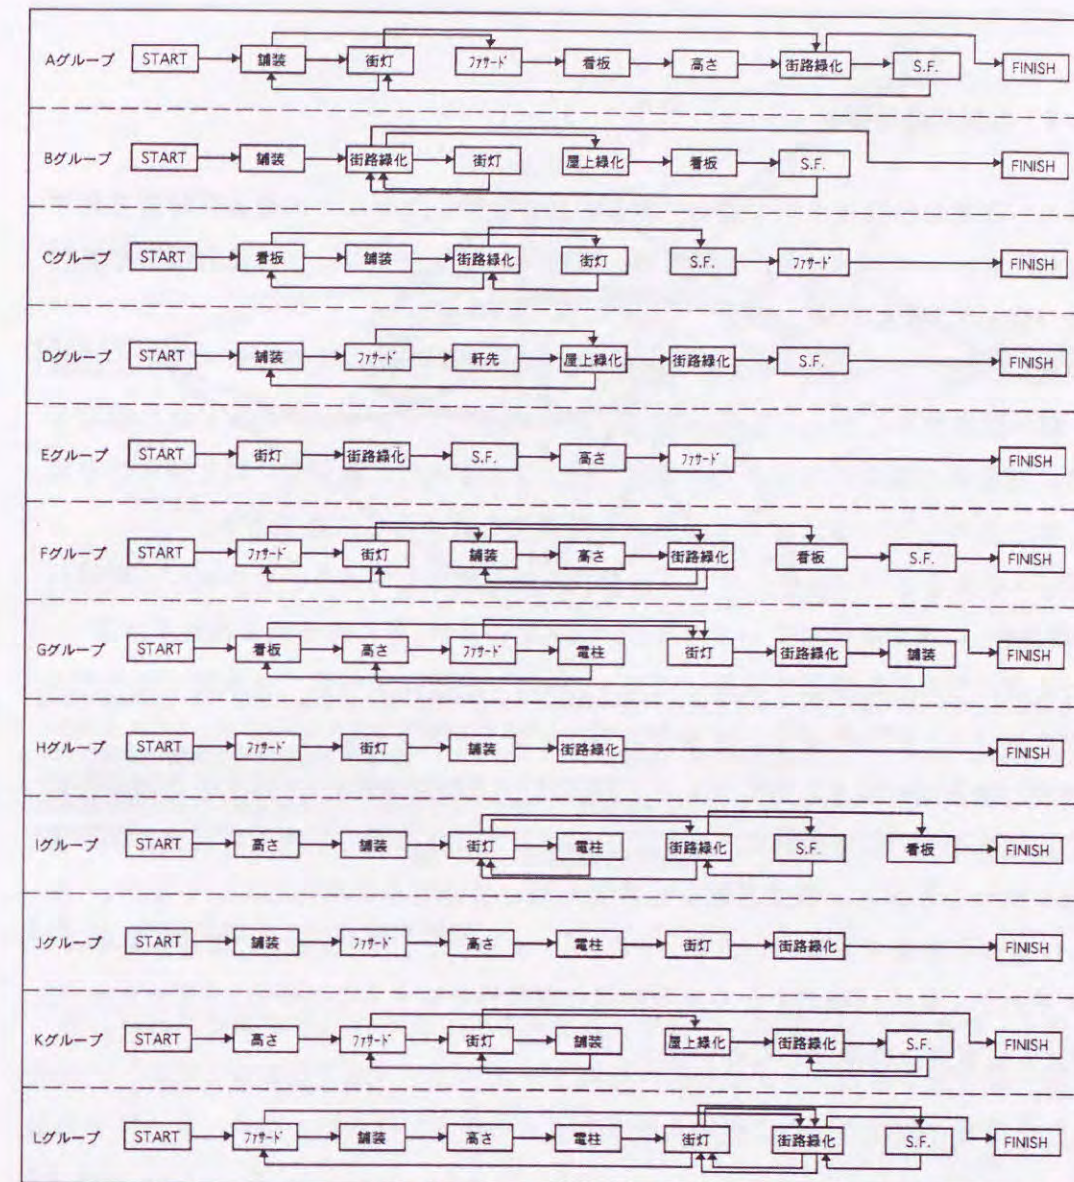 Aグループ START 舗装 街灯 ファサード 看板 高さ 街路緑化 S.F. FINISH
Bグループ START 舗装 街路緑化 街灯 屋上緑化 看板 S.F. FINISH
Cグループ START 看板 舗装 街路緑化 街灯 S.F. ファサード FINISH
Dグループ START 舗装 ファサード 軒先 屋上緑化 街路緑化 S.F. FINISH
Eグループ START 街灯 街路緑化 S.F. 高さ ファサード FINISH
Fグループ START ファサード 街灯 舗装 高さ 街路緑化 看板 S.F. FINISH
Gグループ START 看板 高さ ファサード 電柱 街灯 街路緑化 舗装 FINISH
Hグループ START ファサード 街灯 舗装 街路緑化 FINISH
Iグループ START 高さ 舗装 街灯 電柱 街路緑化 S.F. 看板 FINISH
Jグループ START 舗装 ファサード 高さ 電柱 街灯 街路緑化 FINISH
Kグループ START 高さ ファサード 街灯 舗装 屋上緑化 街路緑化 S.F. FINISH
Lグループ START ファサード 舗装 高さ 電柱 街灯 街路緑化 S.F. FINISH